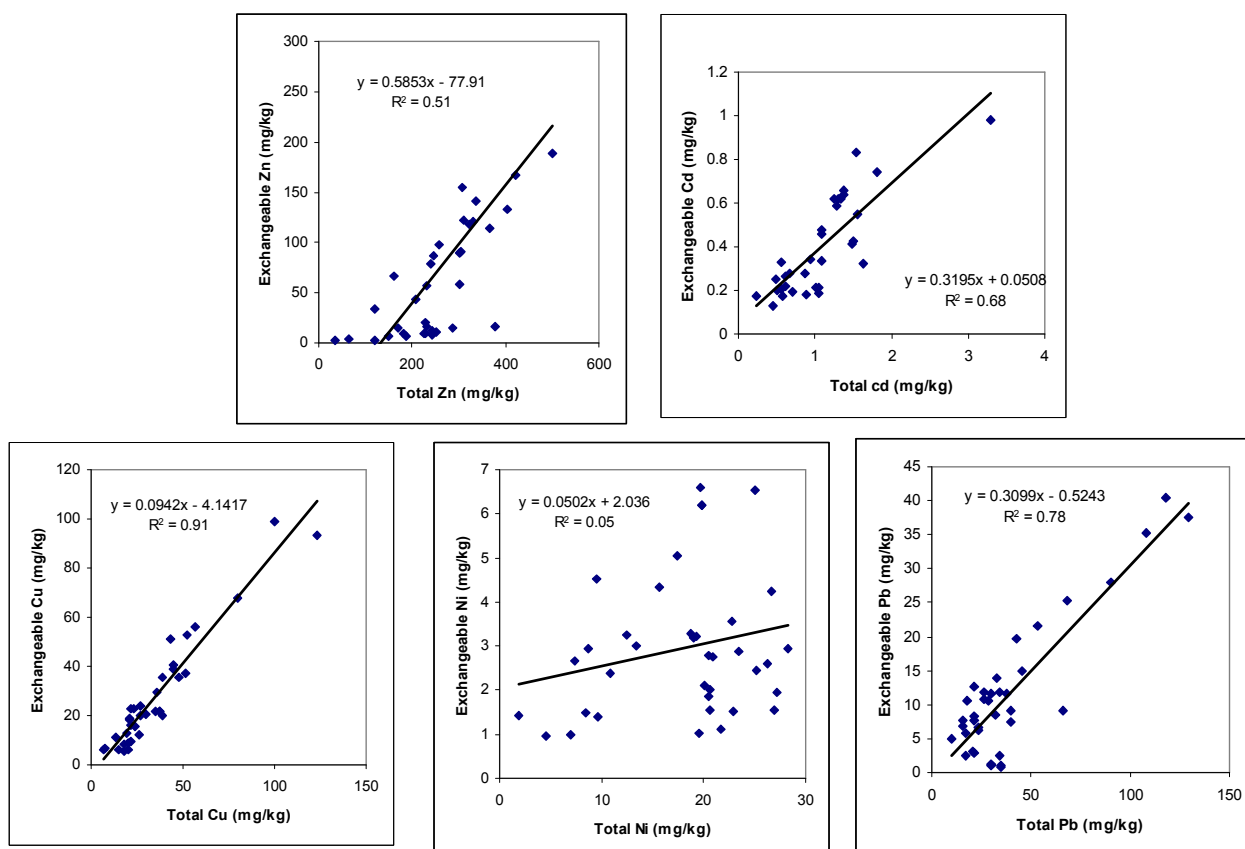 300
250
200
150
100
50
0
Exchangeable Zn (mg/kg)
y = 0.5853x - 77.91
R² = 0.51
0 200 400 600
Total Zn (mg/kg)
1.2
1
0.8
0.6
0.4
0.2
0
Exchangeable Cd (mg/kg)
y = 0.3195x + 0.0508
R² = 0.68
0 1 2 3 4
Total cd (mg/kg)
120
100
80
60
40
20
0
Exchangeable Cu (mg/kg)
y = 0.0942x - 4.1417
R² = 0.91
0 50 100 150
Total Cu (mg/kg)
7
6
5
4
3
2
1
0
Exchangeable Ni (mg/kg)
y = 0.0502x + 2.036
R² = 0.05
0 10 20 30
Total Ni (mg/kg)
45
40
35
30
25
20
15
10
5
0
Exchangeable Pb (mg/kg)
y = 0.3099x - 0.5243
R² = 0.78
0 50 100 150
Total Pb (mg/kg)